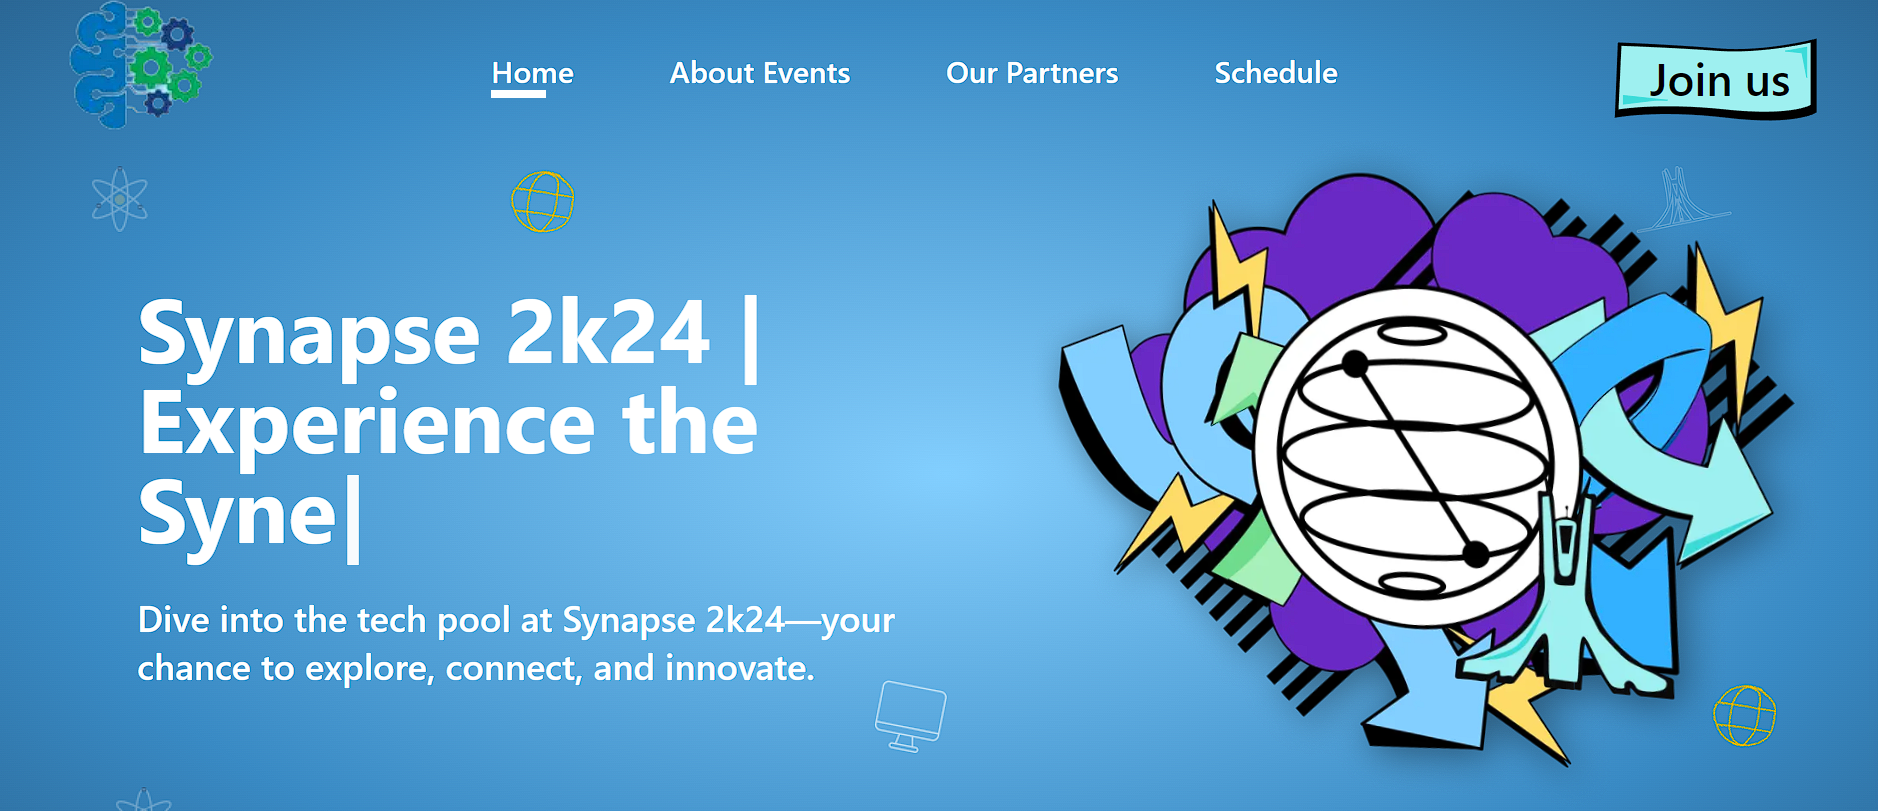 Home
About Events
Our Partners
Schedule
Join us
Synapse 2k24 |
Experience the
Syne|
Dive into the tech pool at Synapse 2k24—your
chance to explore, connect, and innovate.